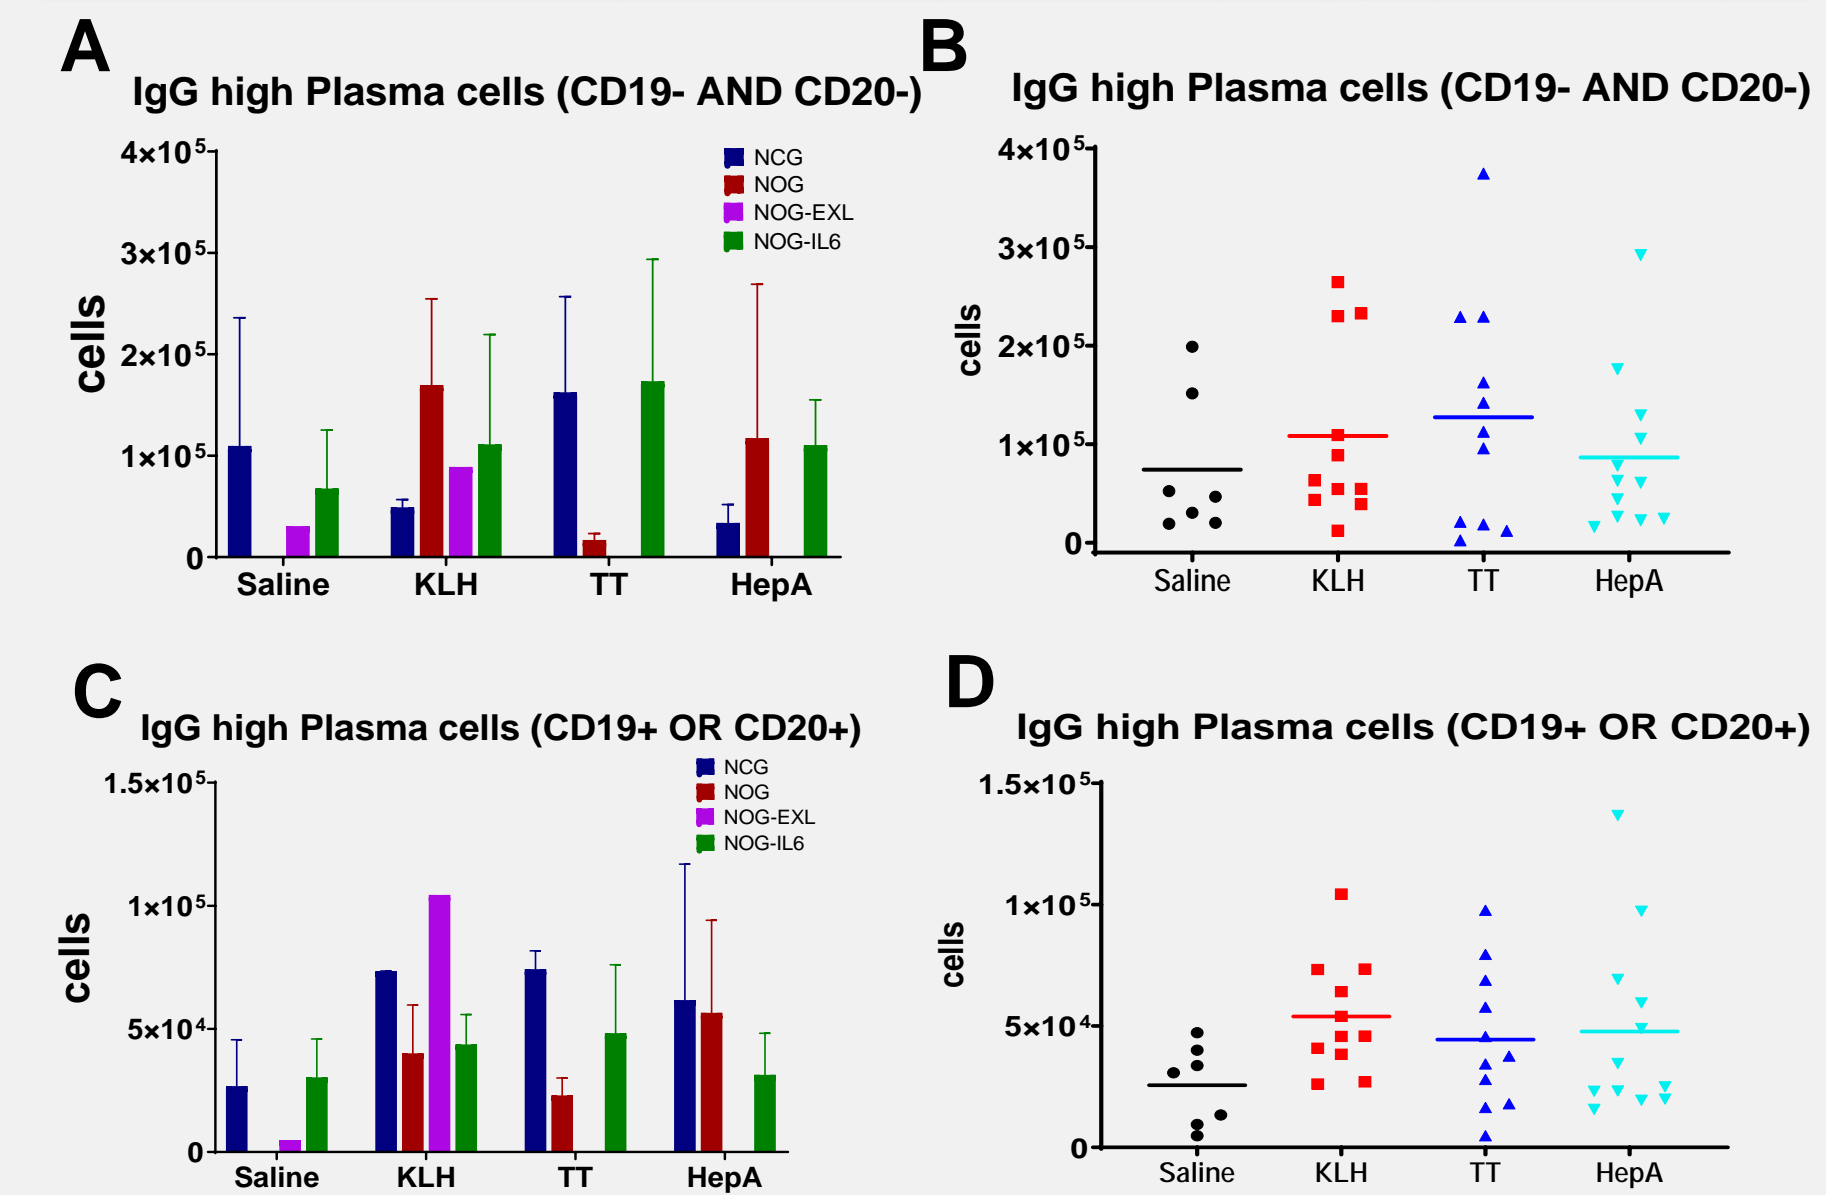 A
IgG high Plasma cells (CD19- AND CD20-)
4×10⁵
3×10⁵
2×10⁵
1×10⁵
0
cells
NCG
NOG
NOG-EXL
NOG-IL6
Saline KLH TT HepA
B
IgG high Plasma cells (CD19- AND CD20-)
4×10⁵
3×10⁵
2×10⁵
1×10⁵
0
cells
Saline KLH TT HepA
C
IgG high Plasma cells (CD19+ OR CD20+)
1.5×10⁵
1×10⁵
5×10⁴
0
cells
NCG
NOG
NOG-EXL
NOG-IL6
Saline KLH TT HepA
D
IgG high Plasma cells (CD19+ OR CD20+)
1.5×10⁵
1×10⁵
5×10⁴
0
cells
Saline KLH TT HepA